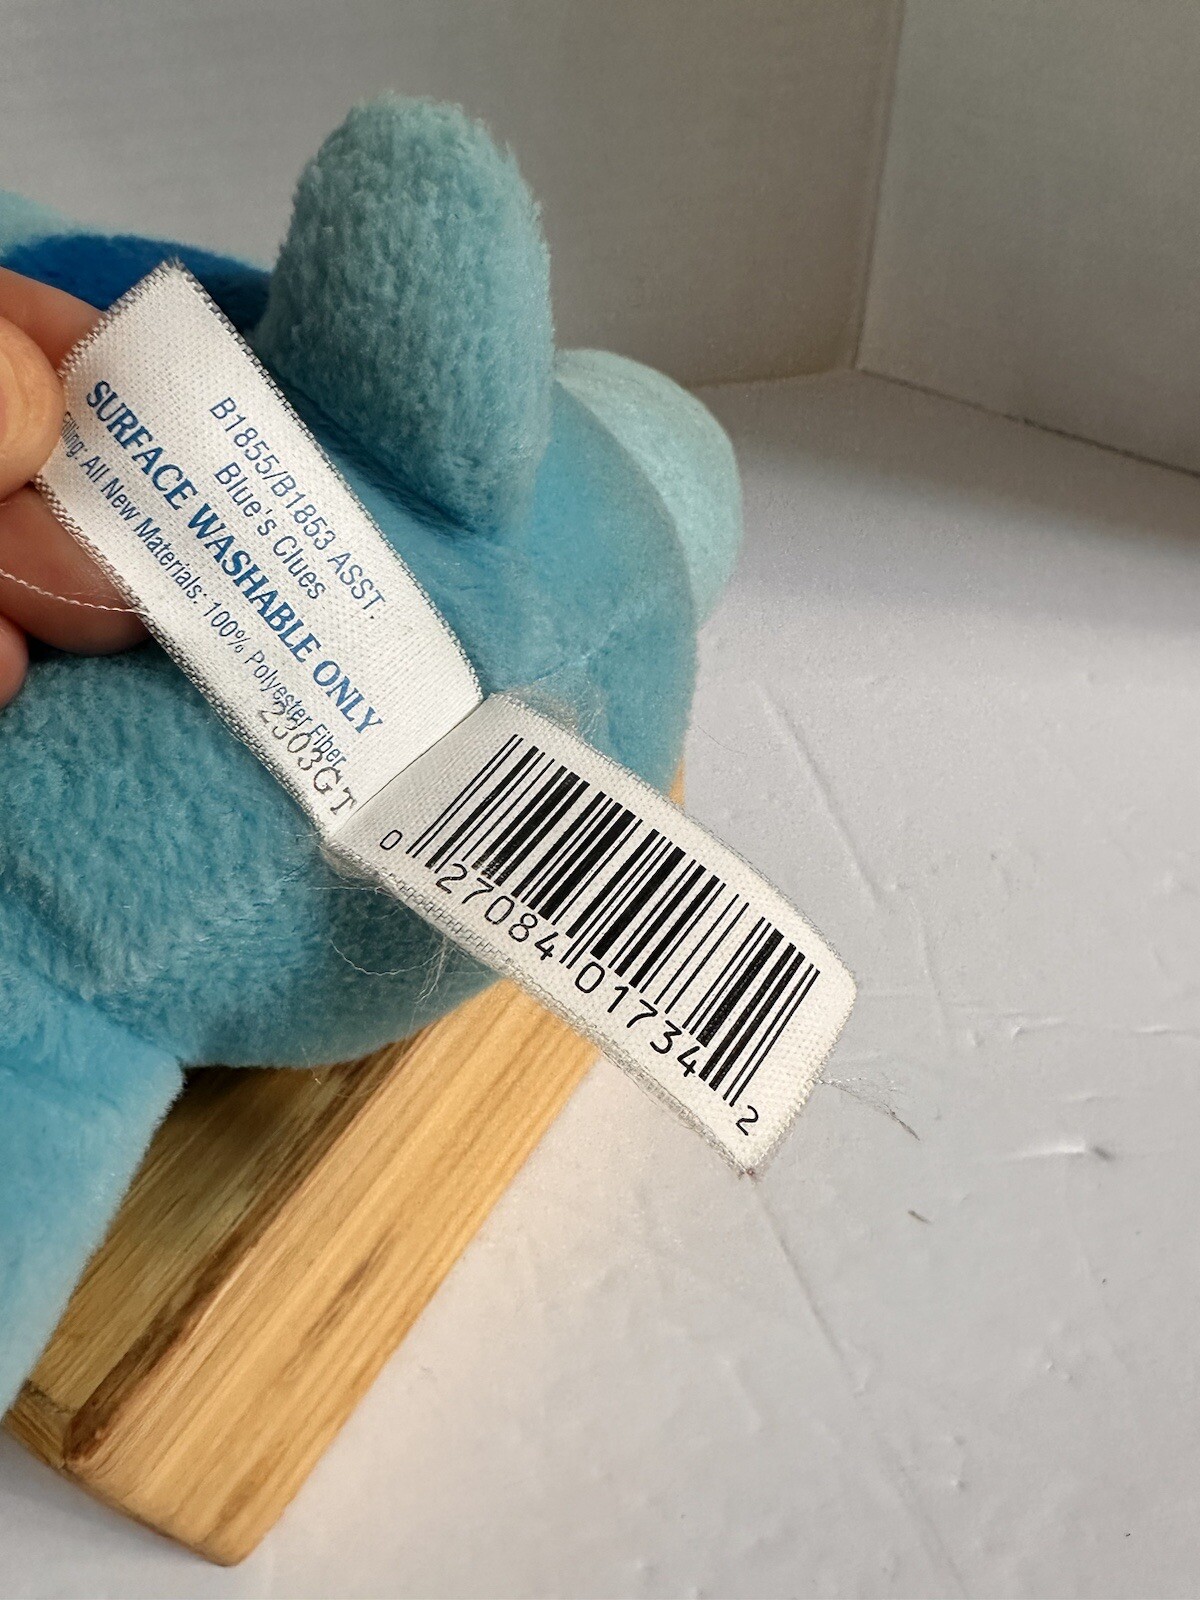 B1855/B1853 ASST
Blue's Clues
SURFACE WASHABLE ONLY
Filling: All New Materials: 100% Polyester Fiber
2303GT
0 27084 01734 2